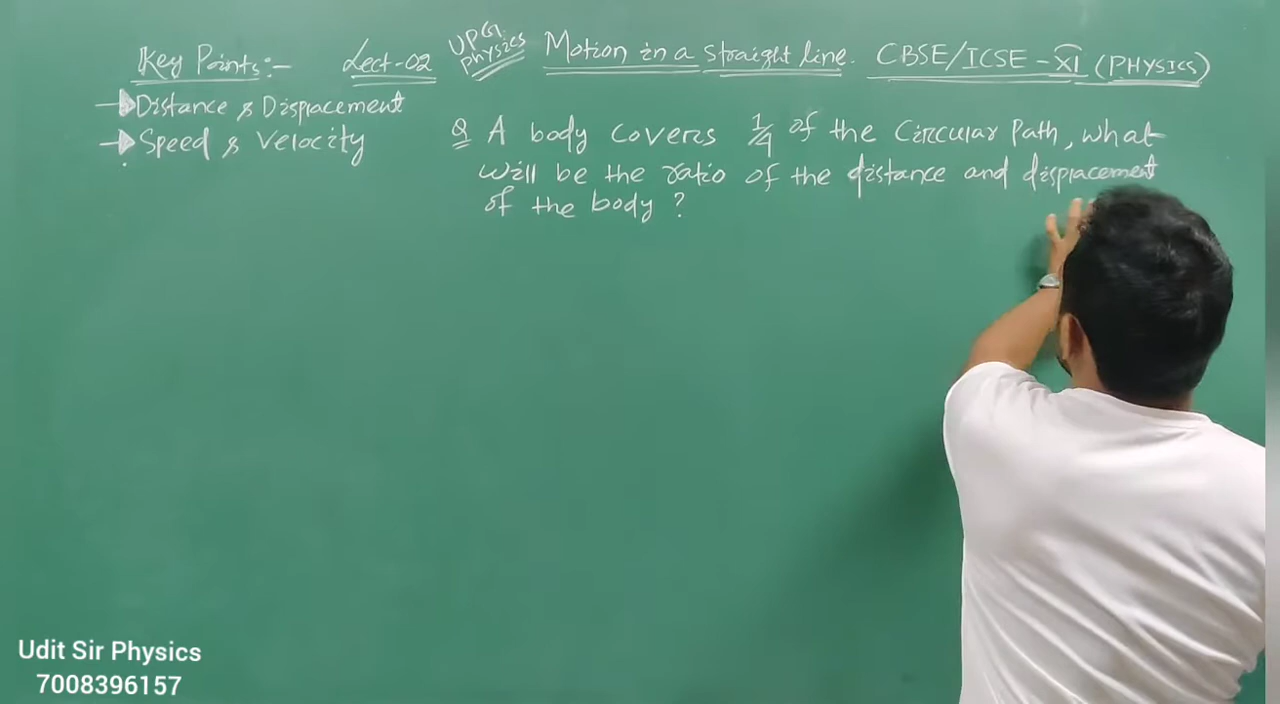 Key Points:-
Lect-02
UPG Physics
Motion in a straight line. CBSE/ICSE - XI (PHYSICS)
Distance & Displacement
Speed & Velocity
Q A body covers 1/4 of the Circular Path, what
will be the ratio of the distance and displacement
of the body ?
Udit Sir Physics
7008396157